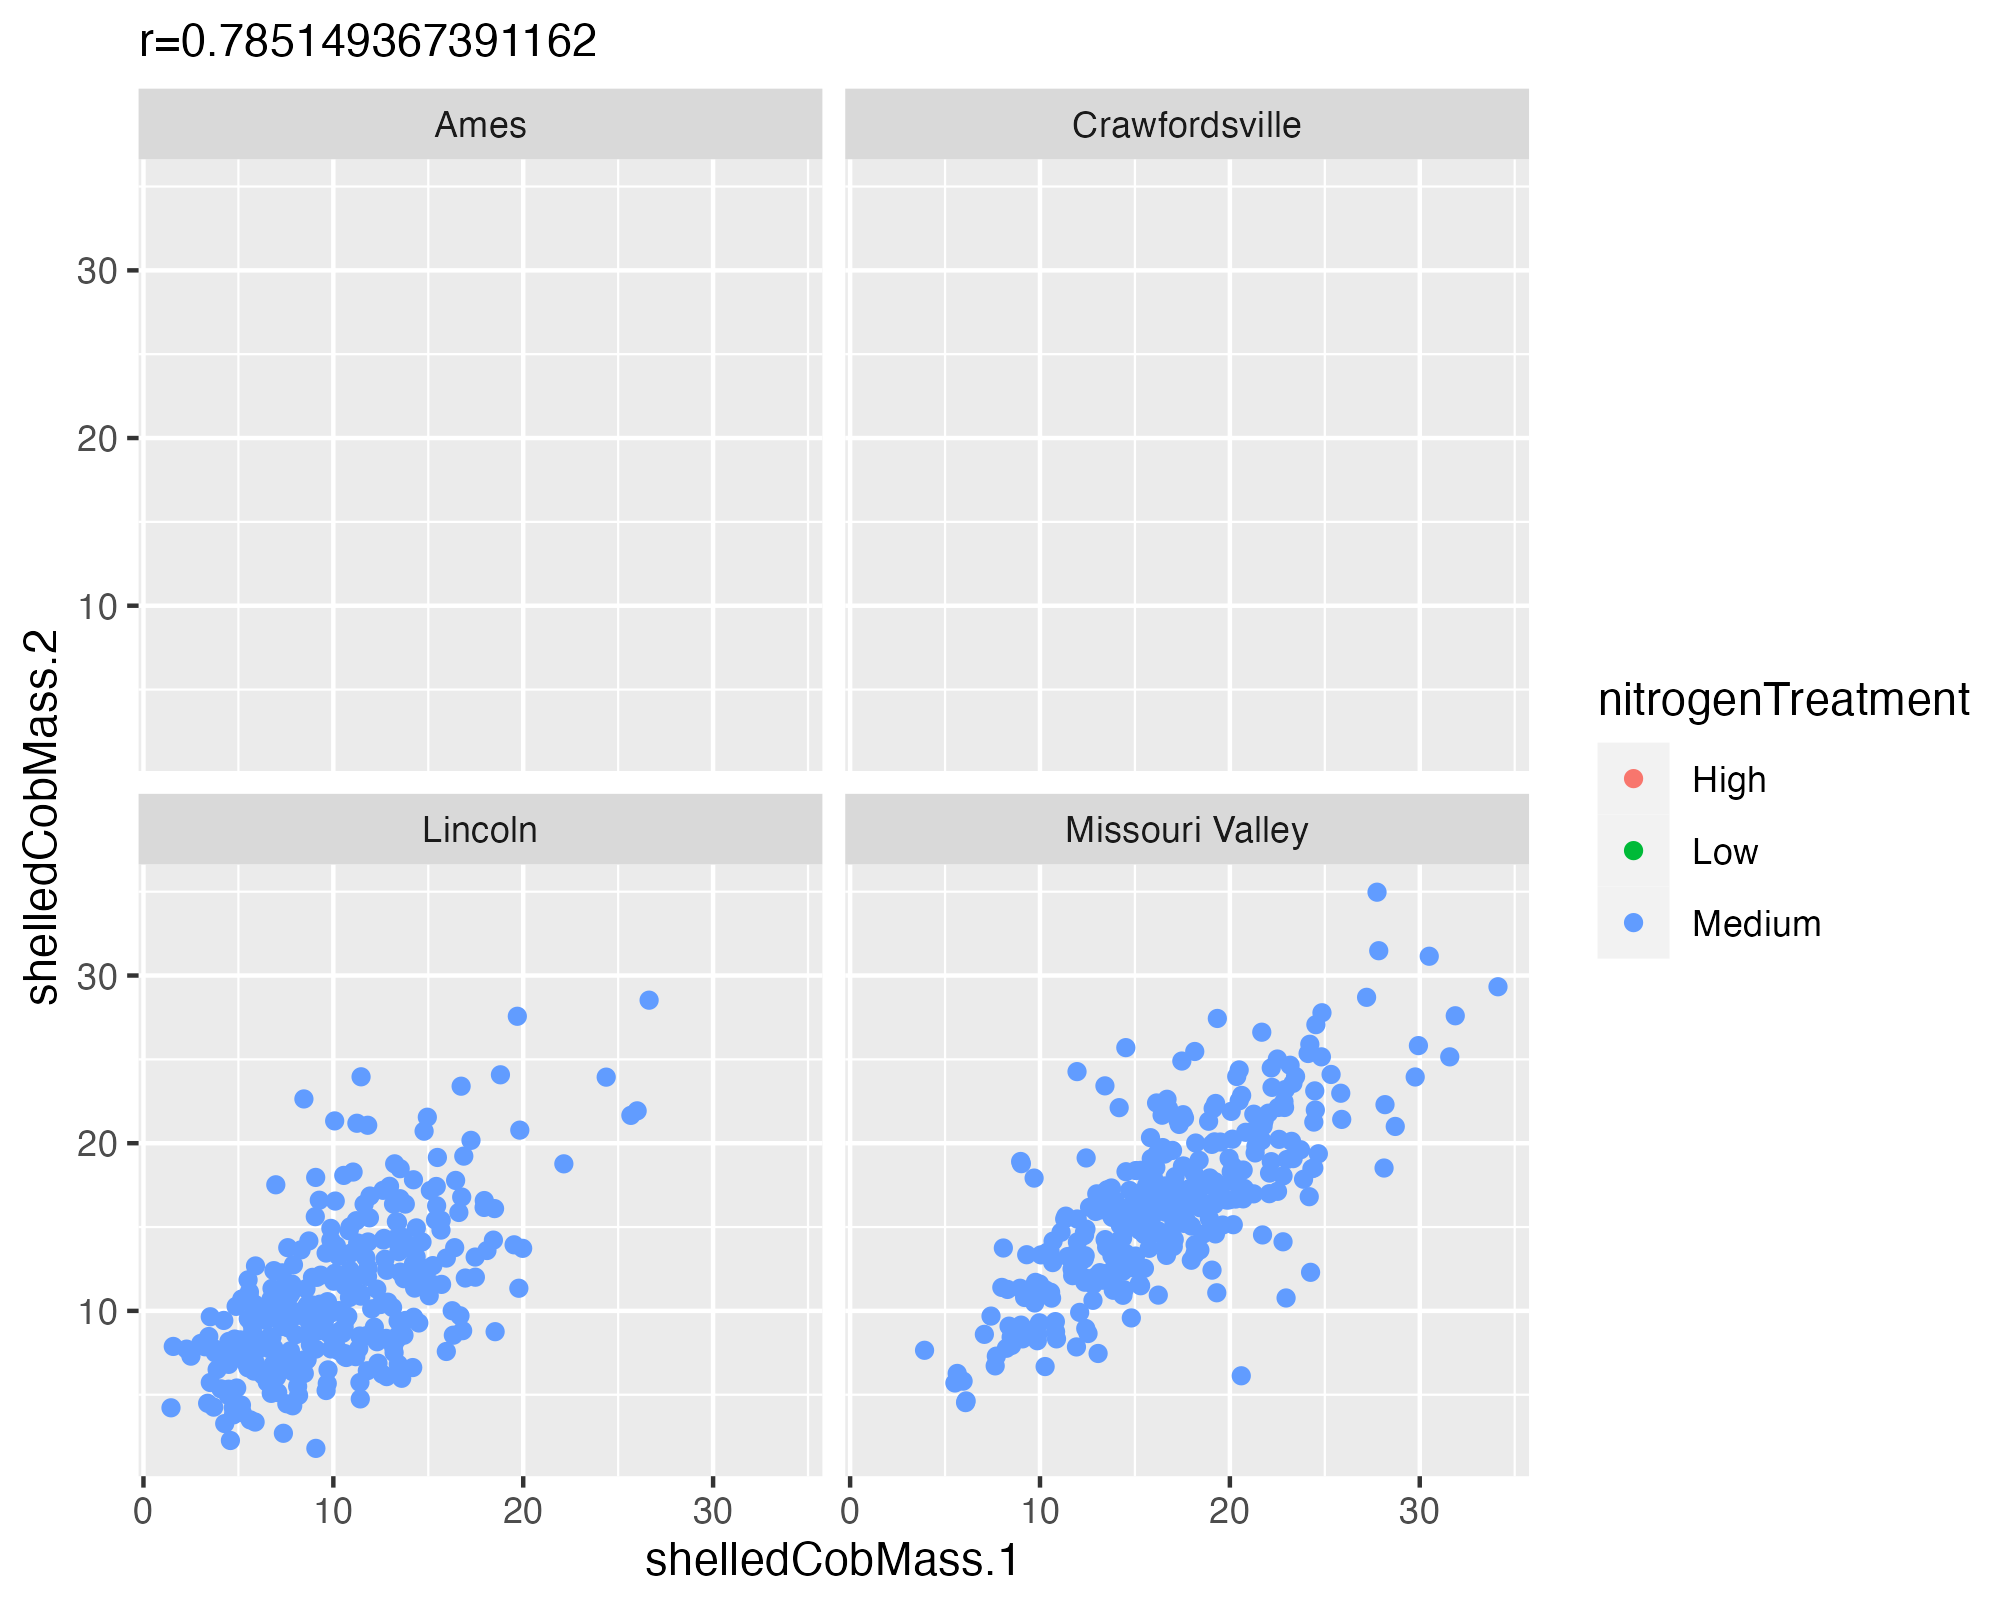 r=0.785149367391162
Ames
Crawfordsville
30
20
10
shelledCobMass.2
Lincoln
Missouri Valley
30
20
10
0
10
20
30
0
10
20
30
shelledCobMass.1
nitrogenTreatment
High
Low
Medium